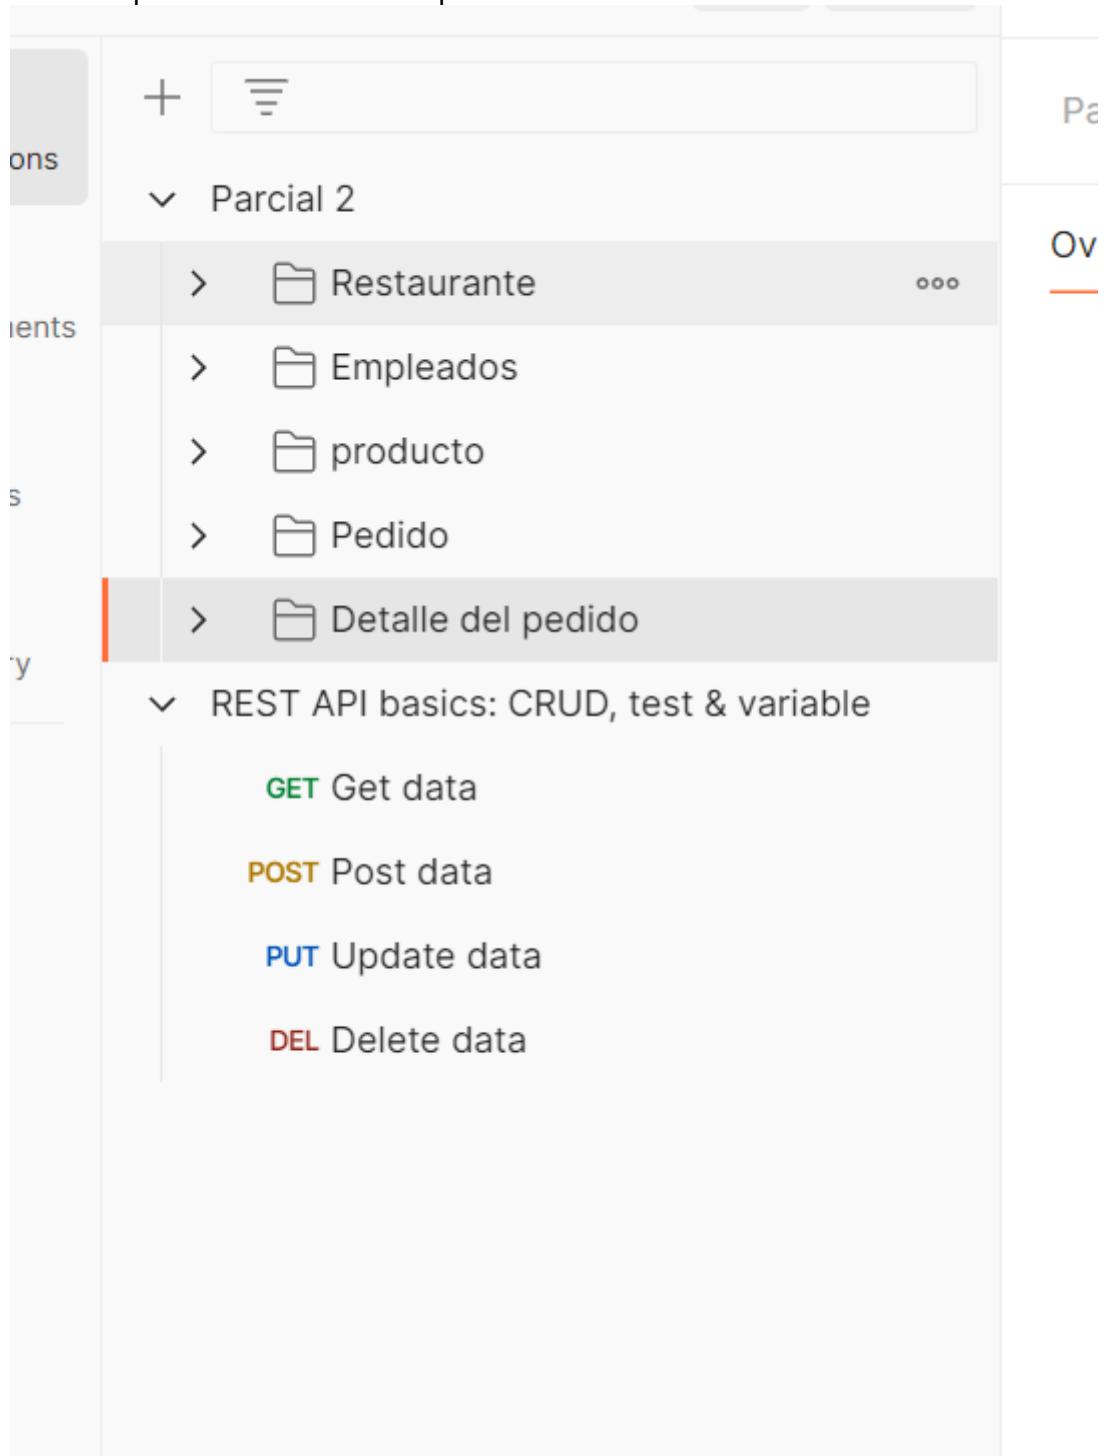 Parcial 2
Restaurante
Empleados
producto
Pedido
Detalle del pedido
REST API basics: CRUD, test & variable
GET Get data
POST Post data
PUT Update data
DEL Delete data